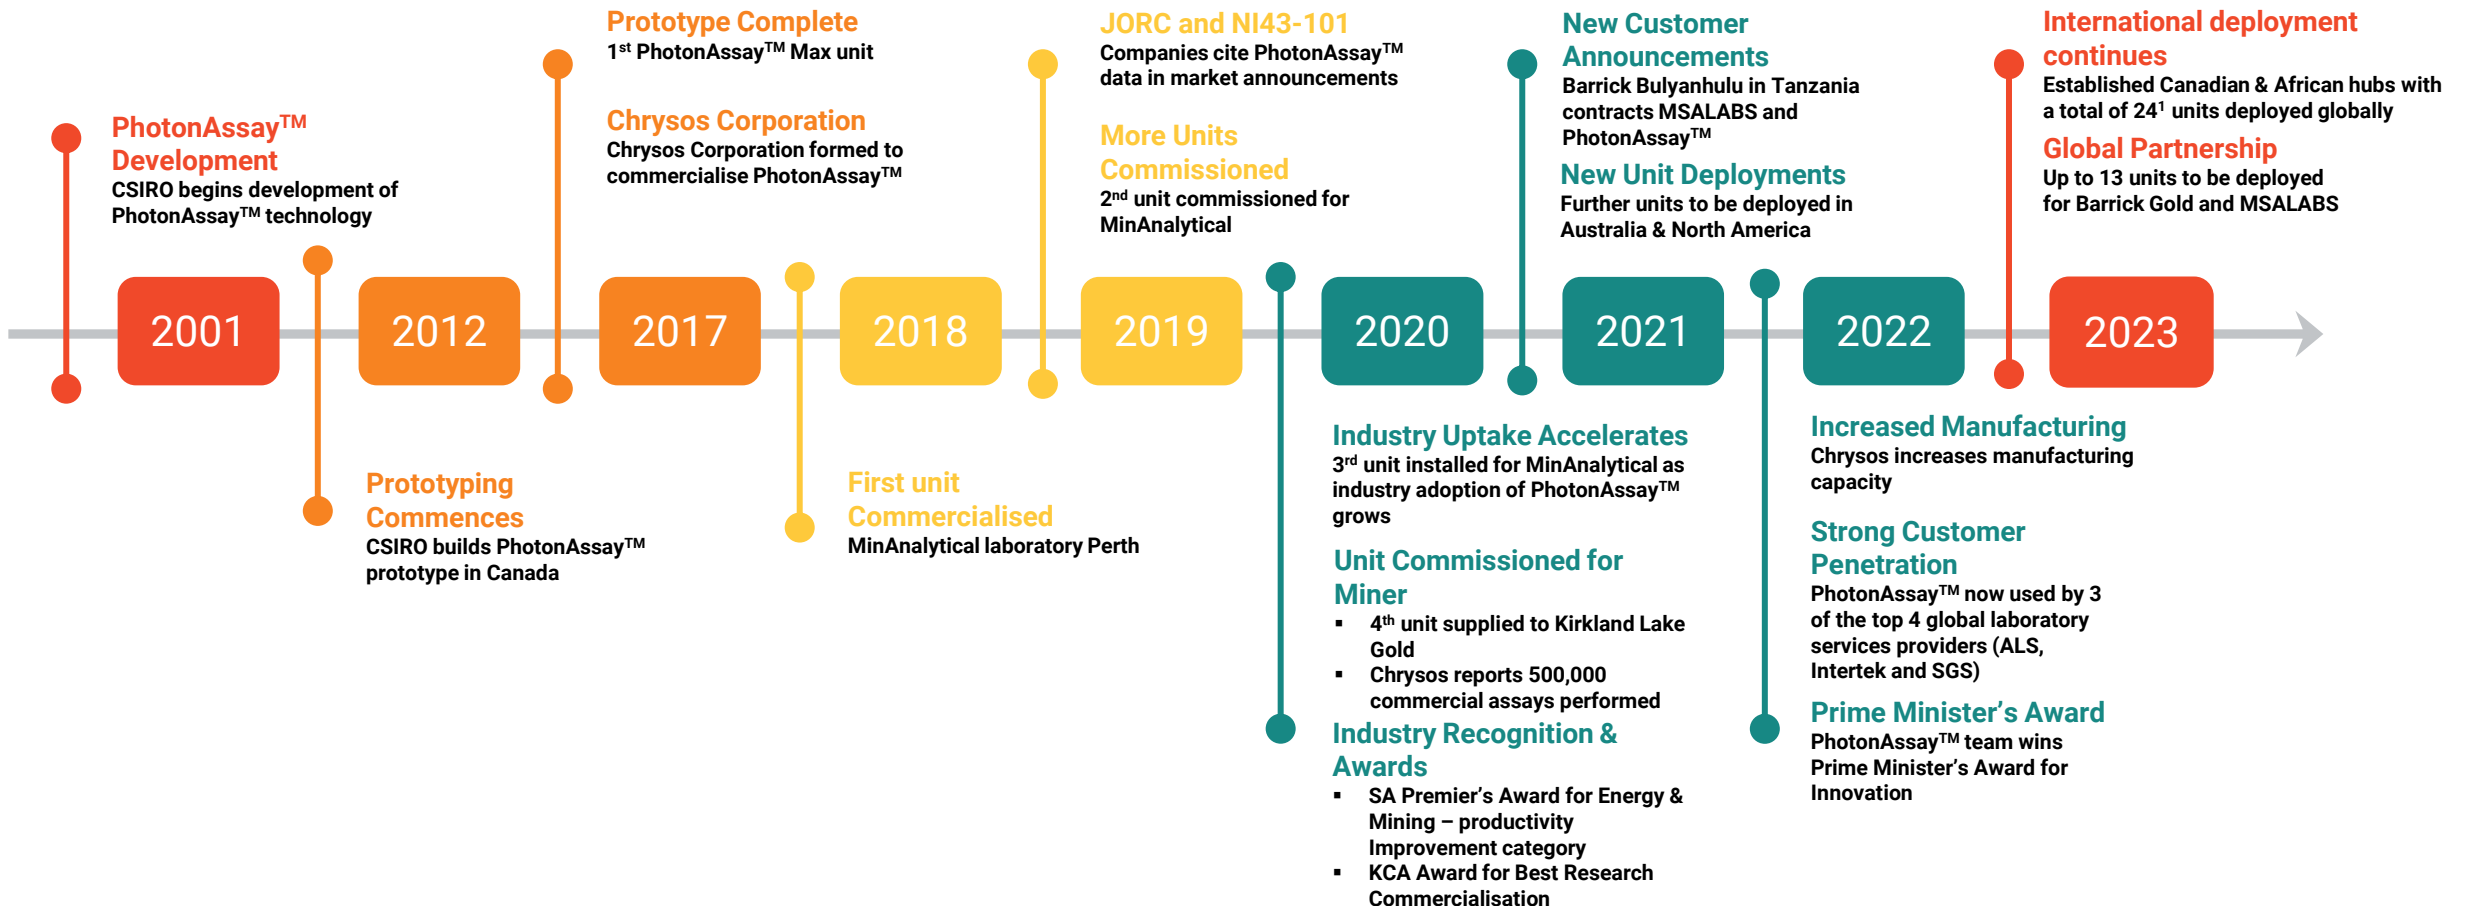 PhotonAssay™
Development
CSIRO begins development of
PhotonAssay™ technology
2001
2012
Prototyping
Commences
CSIRO builds PhotonAssay™
prototype in Canada
Prototype Complete
1st PhotonAssay™ Max unit
Chrysos Corporation
Chrysos Corporation formed to
commercialise PhotonAssay™
2017
2018
First unit
Commercialised
MinAnalytical laboratory Perth
JORC and NI43-101
Companies cite PhotonAssay™
data in market announcements
More Units
Commissioned
2nd unit commissioned for
MinAnalytical
2019
2020
Industry Uptake Accelerates
3rd unit installed for MinAnalytical as
industry adoption of PhotonAssay™
grows
Unit Commissioned for
Miner
▪ 4th unit supplied to Kirkland Lake
Gold
▪ Chrysos reports 500,000
commercial assays performed
Industry Recognition &
Awards
▪ SA Premier's Award for Energy &
Mining – productivity
Improvement category
▪ KCA Award for Best Research
Commercialisation
New Customer
Announcements
Barrick Bulyanhulu in Tanzania
contracts MSALABS and
PhotonAssay™
New Unit Deployments
Further units to be deployed in
Australia & North America
2021
2022
Increased Manufacturing
Chrysos increases manufacturing
capacity
Strong Customer
Penetration
PhotonAssay™ now used by 3
of the top 4 global laboratory
services providers (ALS,
Intertek and SGS)
Prime Minister's Award
PhotonAssay™ team wins
Prime Minister's Award for
Innovation
International deployment
continues
Established Canadian & African hubs with
a total of 24¹ units deployed globally
Global Partnership
Up to 13 units to be deployed
for Barrick Gold and MSALABS
2023